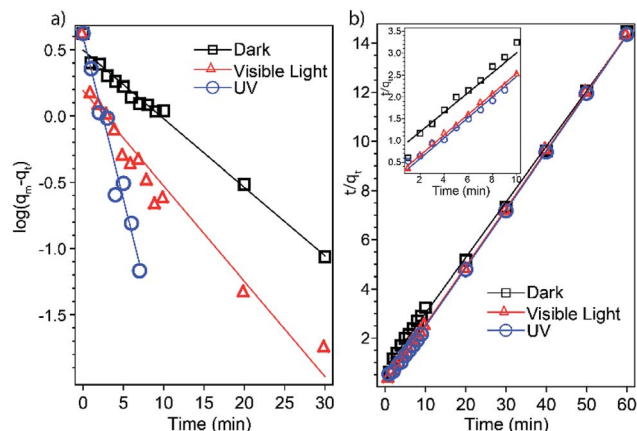 a)
Dark
Visible Light
UV
log(qm-qt)
0.5
0.0
-0.5
-1.0
-1.5
0 5 10 15 20 25 30
Time (min)
b)
t/qt
14
12
10
8
6
4
2
0 10 20 30 40 50 60
Time (min)
Dark
Visible Light
UV
t/qt
3.5
3.0
2.5
2.0
1.5
1.0
0.5
0.0
2 4 6 8 10
Time (min)